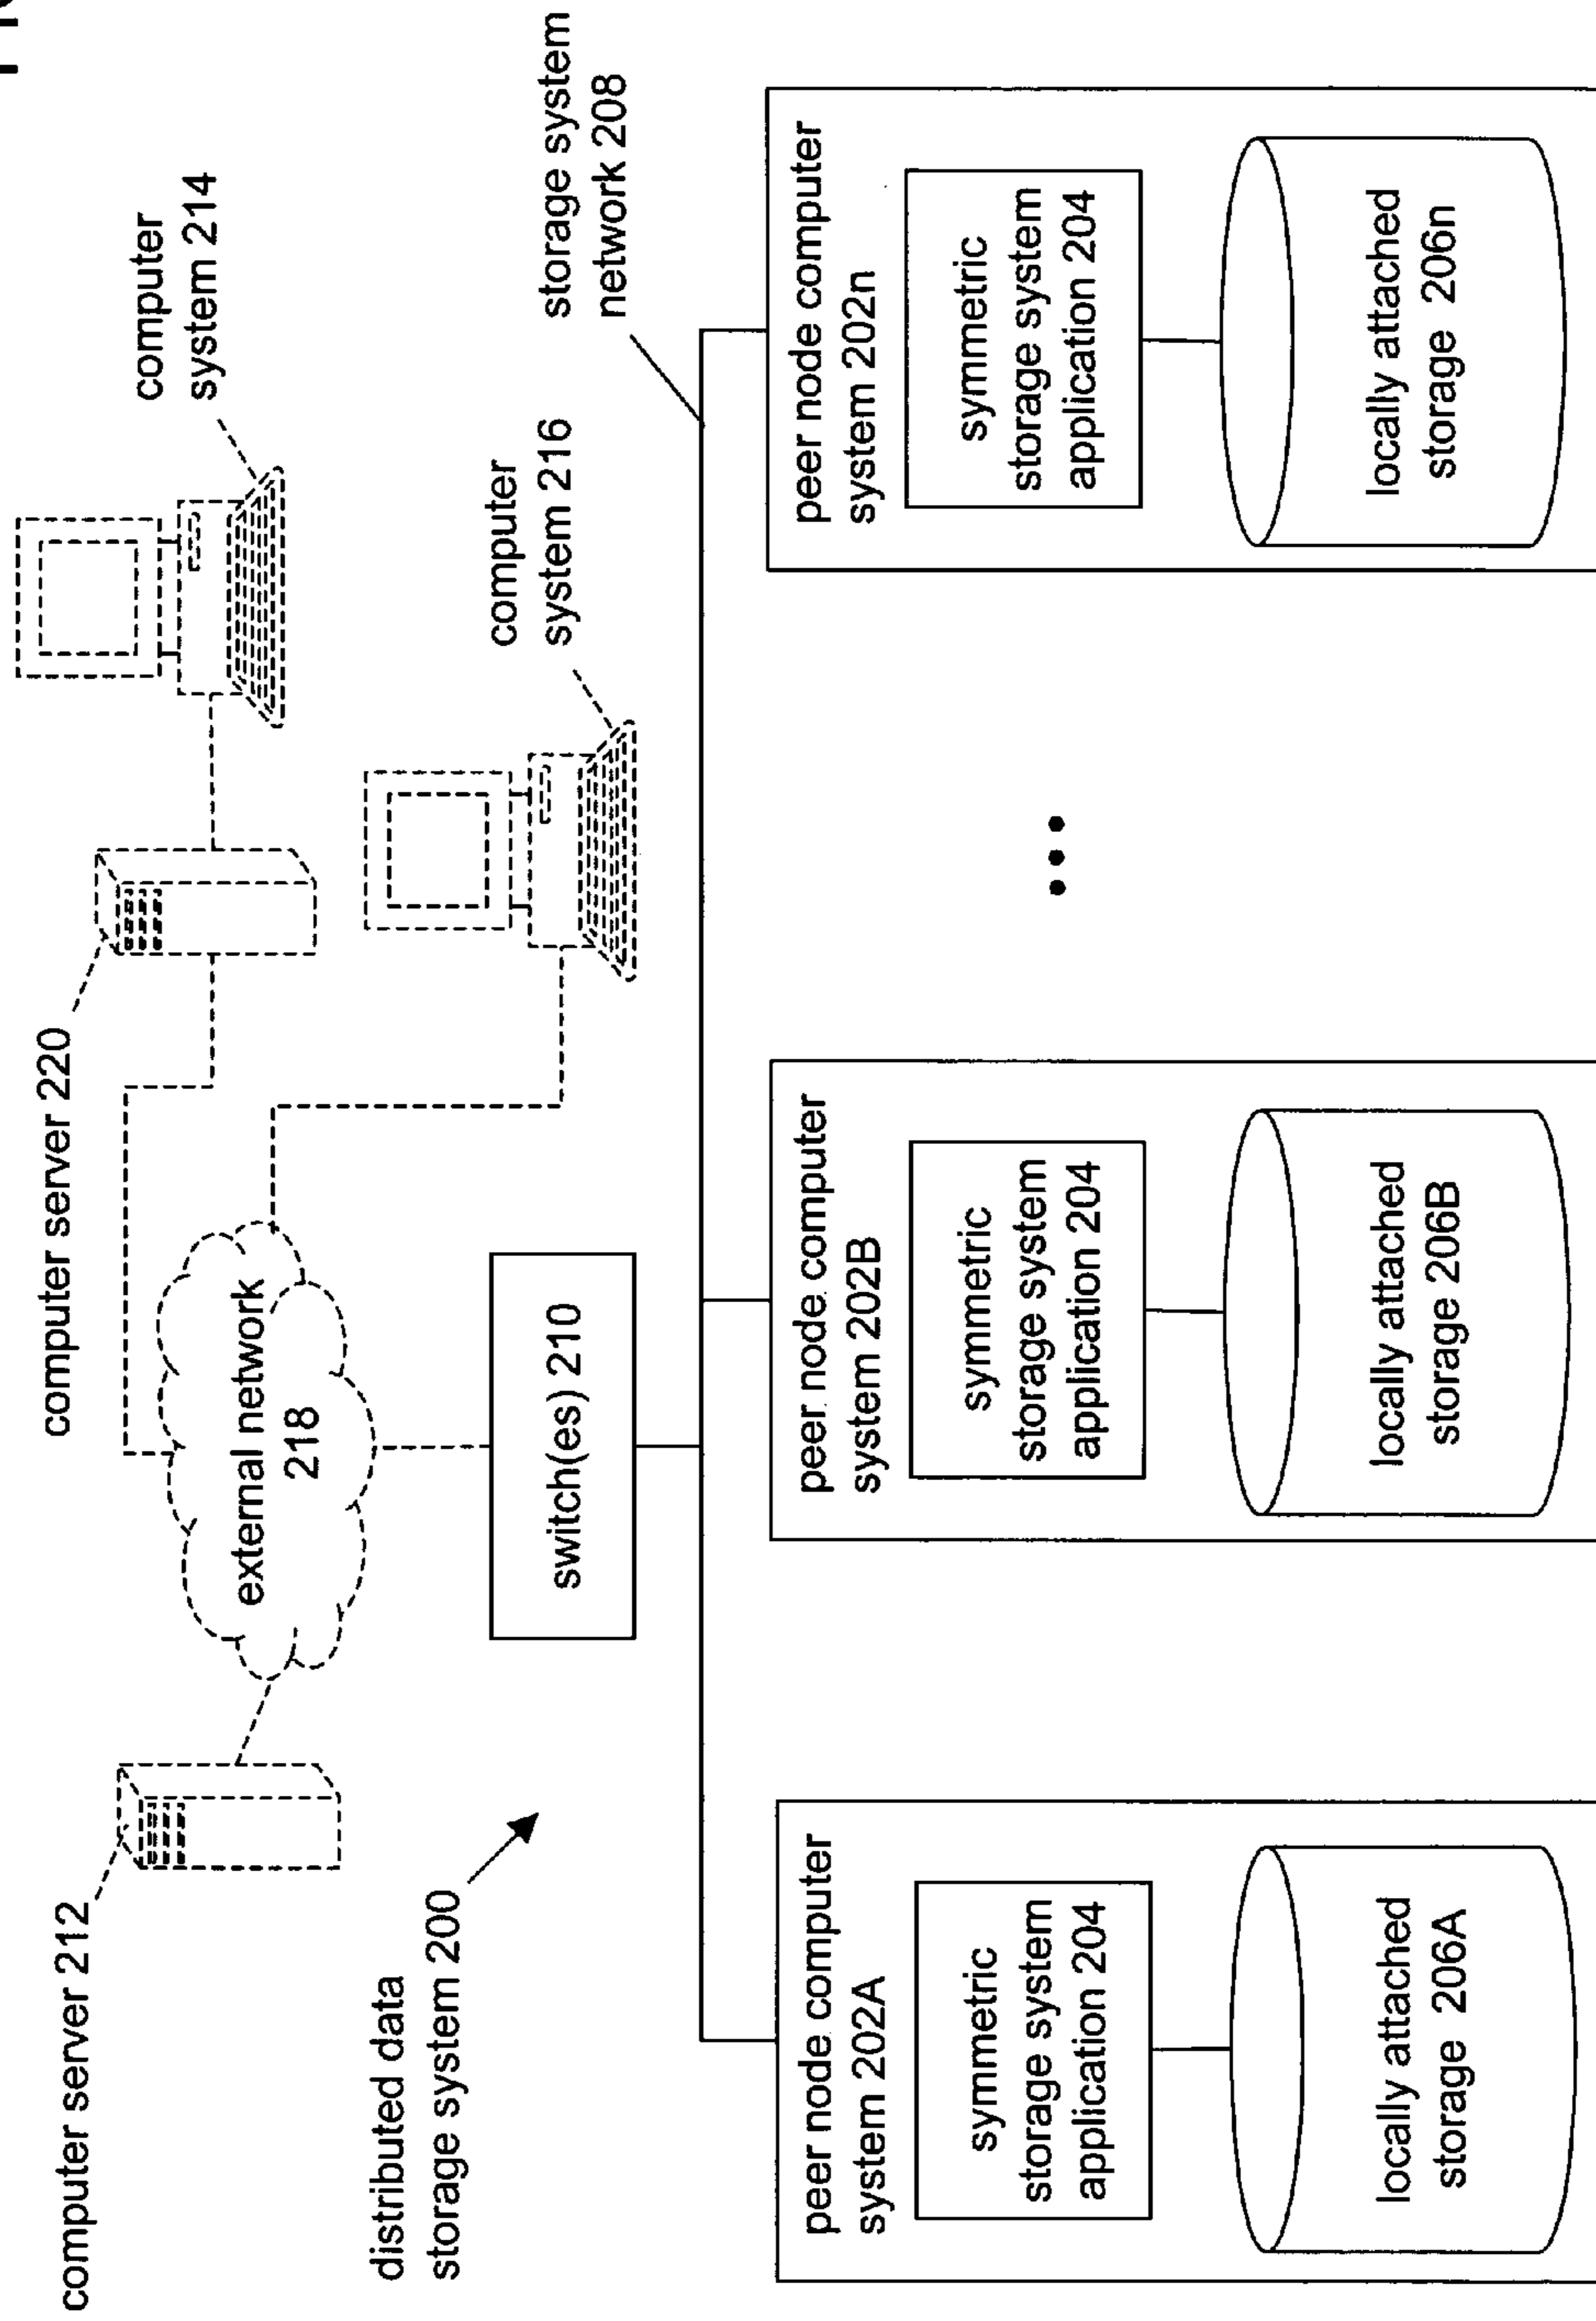 computer server 212
computer server 220
computer
system 214
external network
218
computer
system 216
distributed data
storage system 200
switch(es) 210
storage system
network 208
peer node computer
system 202A
symmetric
storage system
application 204
locally attached
storage 206A
peer node computer
system 202B
symmetric
storage system
application 204
locally attached
storage 206B
• • •
peer node computer
system 202n
symmetric
storage system
application 204
locally attached
storage 206n